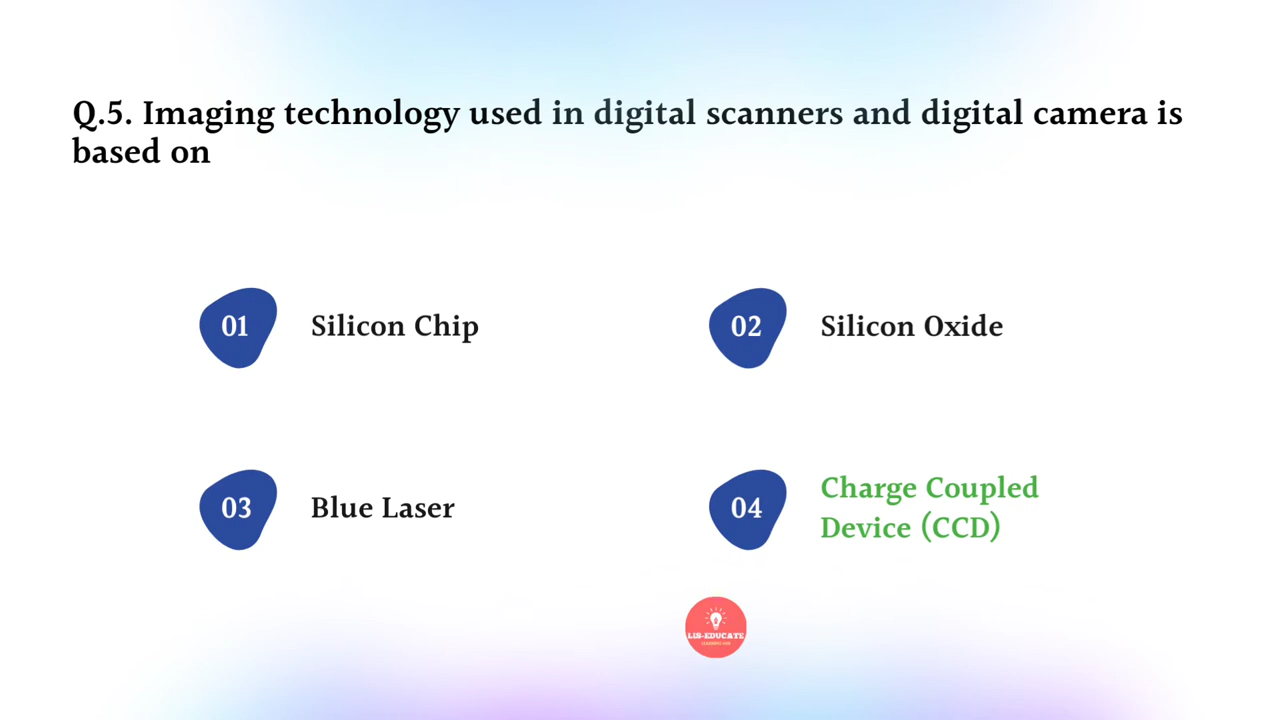 Q.5. Imaging technology used in digital scanners and digital camera is
based on
01 Silicon Chip
02 Silicon Oxide
03 Blue Laser
04 Charge Coupled
Device (CCD)
LIS-EDUCATE